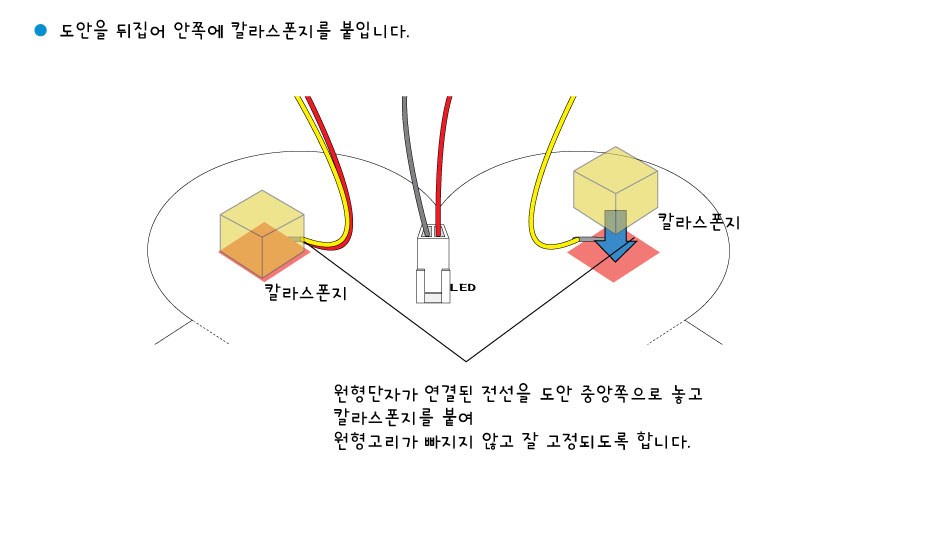 도안을 뒤집어 안쪽에 칼라스폰지를 붙입니다.
칼라스폰지
LED
칼라스폰지
원형단자가 연결된 전선을 도안 중앙쪽으로 놓고
칼라스폰지를 붙여
원형고리가 빠지지 않고 잘 고정되도록 합니다.